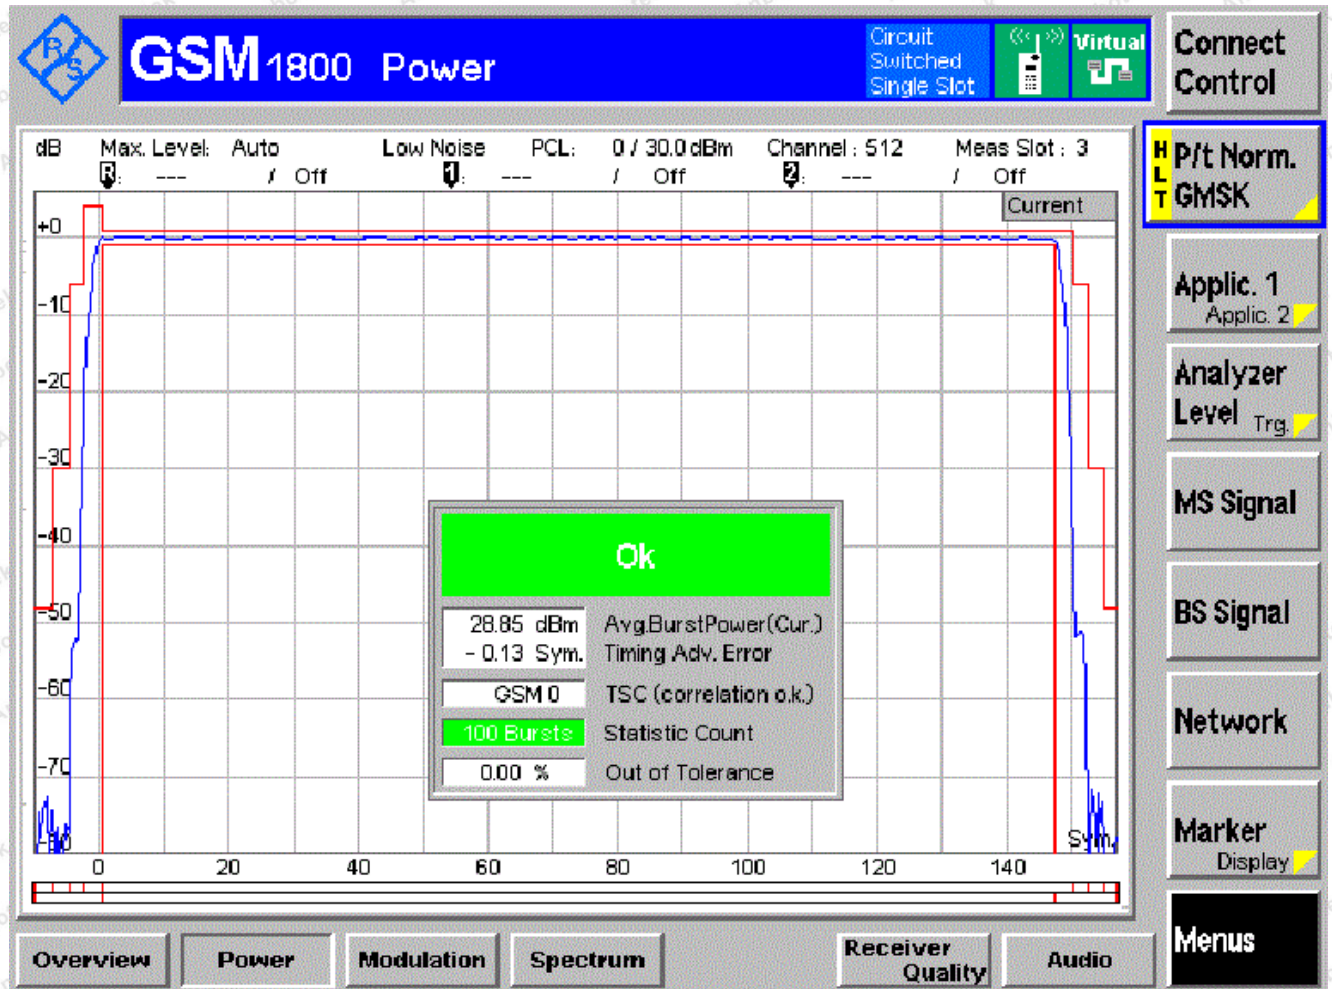 R/S
GSM 1800 Power
Circuit
Switched
Single Slot
Virtual
Connect
Control
dB Max. Level: Auto Low Noise PCL: 0 / 30.0 dBm Channel : 512 Meas Slot : 3
R : --- / Off 1 : --- / Off 2 : --- / Off
Current
HLT
P/t Norm.
GMSK
+0
-10
-20
-30
-40
-50
-60
-70
-80
Sym.
0 20 40 60 80 100 120 140
Ok
28.85 dBm Avg.BurstPower(Cur.)
- 0.13 Sym. Timing Adv. Error
GSM 0 TSC (correlation o.k.)
100 Bursts Statistic Count
0.00 % Out of Tolerance
Applic. 1
Applic. 2
Analyzer
Level Trg.
MS Signal
BS Signal
Network
Marker
Display
Menus
Overview Power Modulation Spectrum Receiver Quality Audio